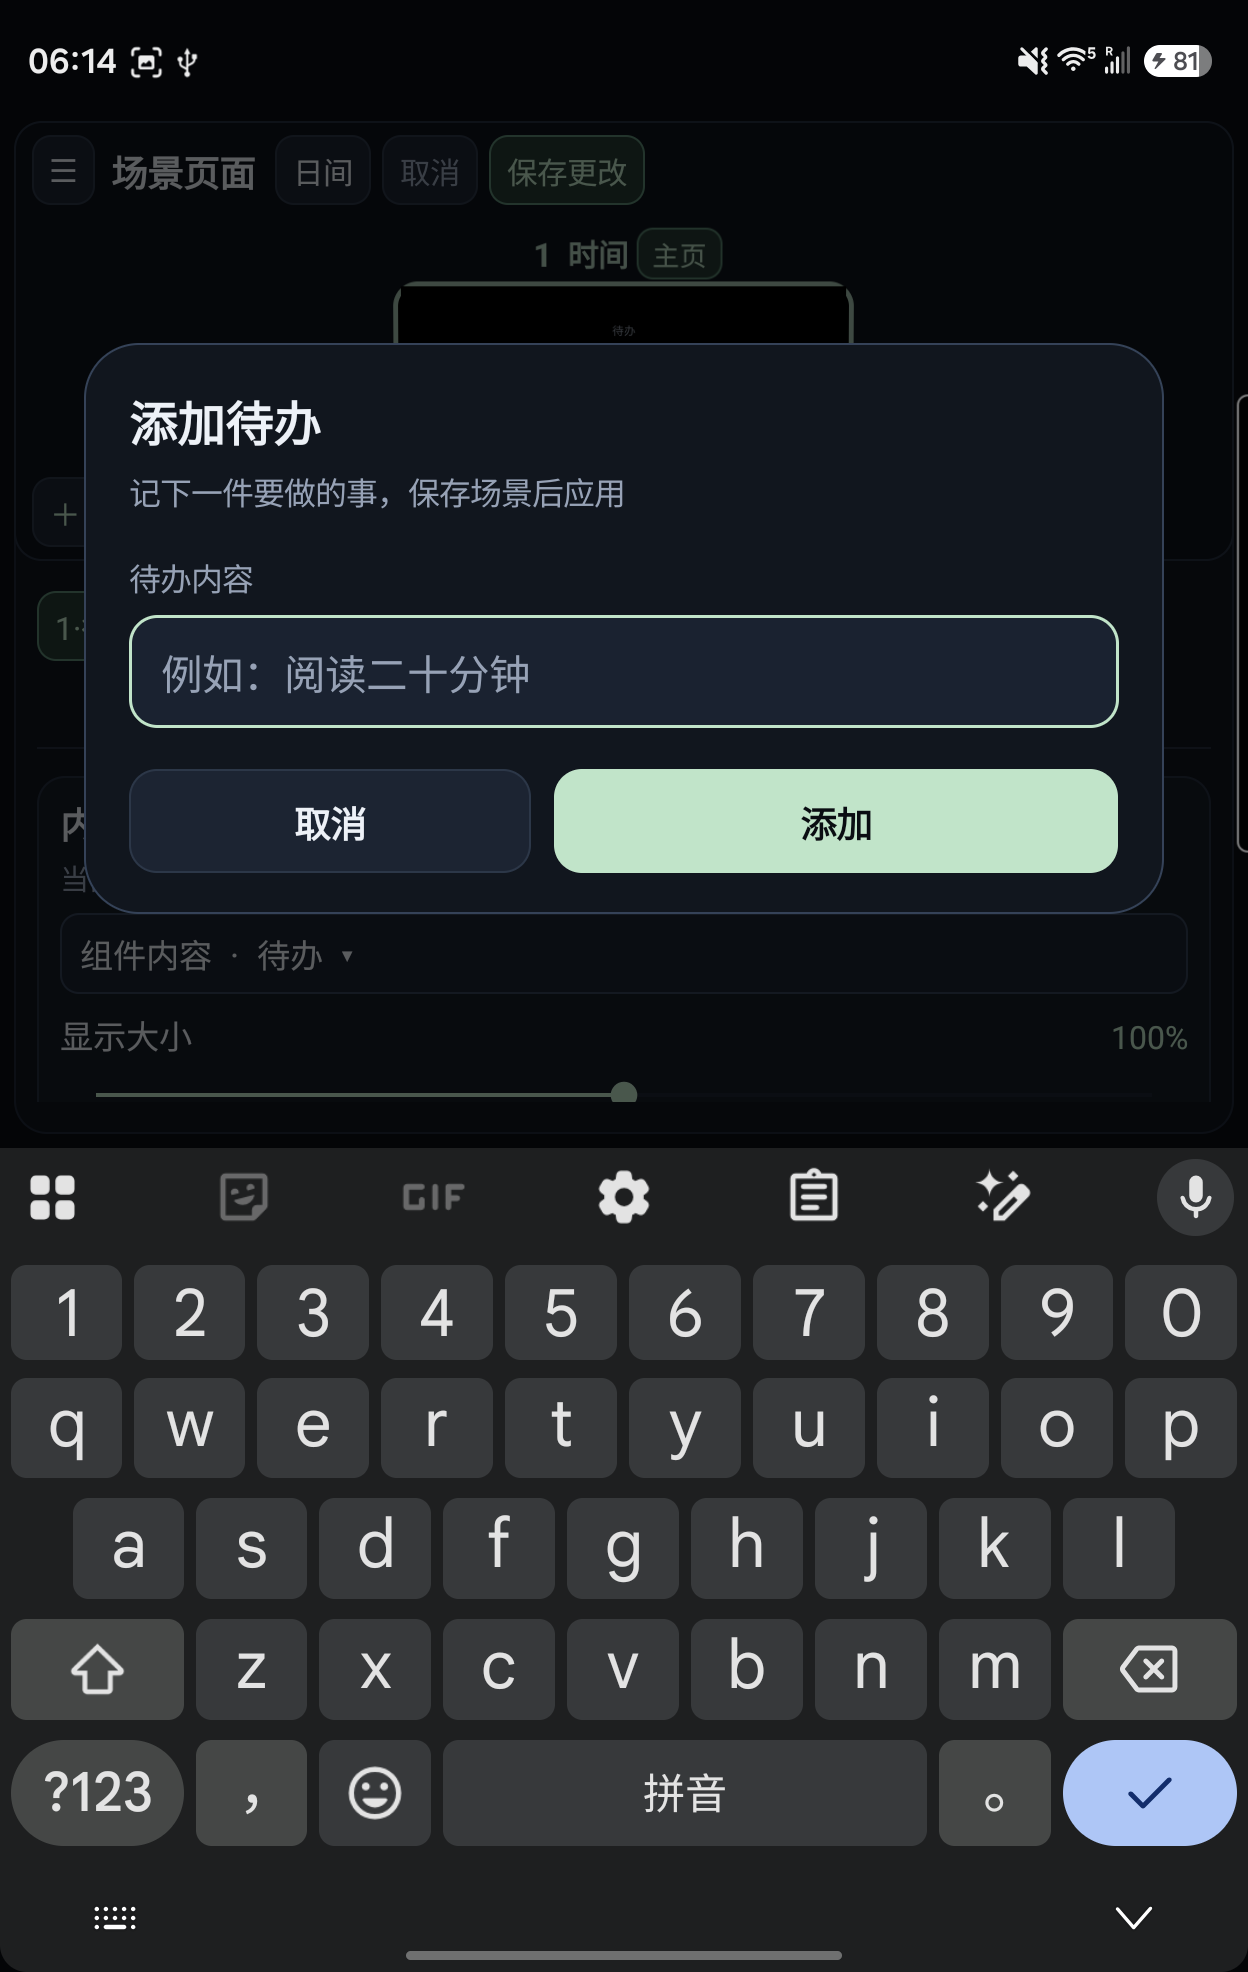 06:14
5 R 81
场景页面 日间 取消 保存更改
1 时间 主页
待办
添加待办
记下一件要做的事，保存场景后应用
待办内容
例如：阅读二十分钟
取消 添加
组件内容 · 待办
显示大小 100%
GIF
1 2 3 4 5 6 7 8 9 0
q w e r t y u i o p
a s d f g h j k l
z x c v b n m
?123 ， 拼音 。